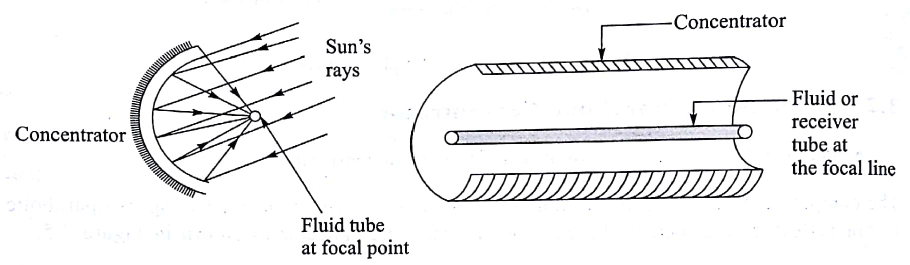 Sun's
rays
Concentrator
Fluid tube
at focal point
Concentrator
Fluid or
receiver
tube at
the focal line